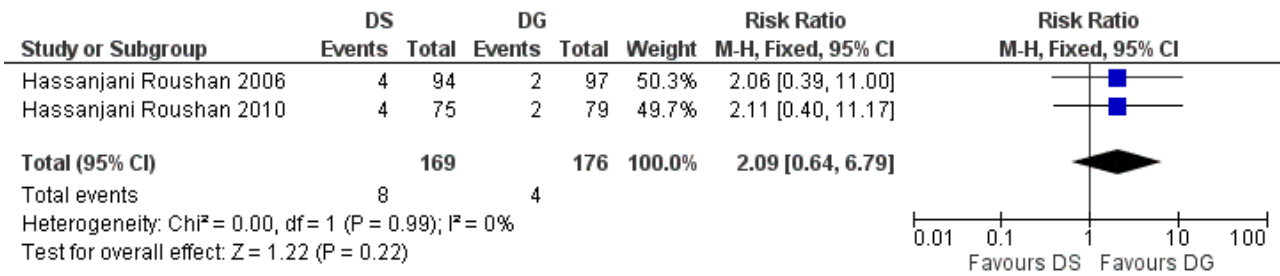 DS DG Risk Ratio Risk Ratio
Study or Subgroup Events Total Events Total Weight M-H, Fixed, 95% CI M-H, Fixed, 95% CI
Hassanjani Roushan 2006 4 94 2 97 50.3% 2.06 [0.39, 11.00]
Hassanjani Roushan 2010 4 75 2 79 49.7% 2.11 [0.40, 11.17]
Total (95% CI) 169 176 100.0% 2.09 [0.64, 6.79]
Total events 8 4
Heterogeneity: Chi² = 0.00, df = 1 (P = 0.99); I² = 0%
Test for overall effect: Z = 1.22 (P = 0.22)
0.01 0.1 1 10 100
Favours DS Favours DG